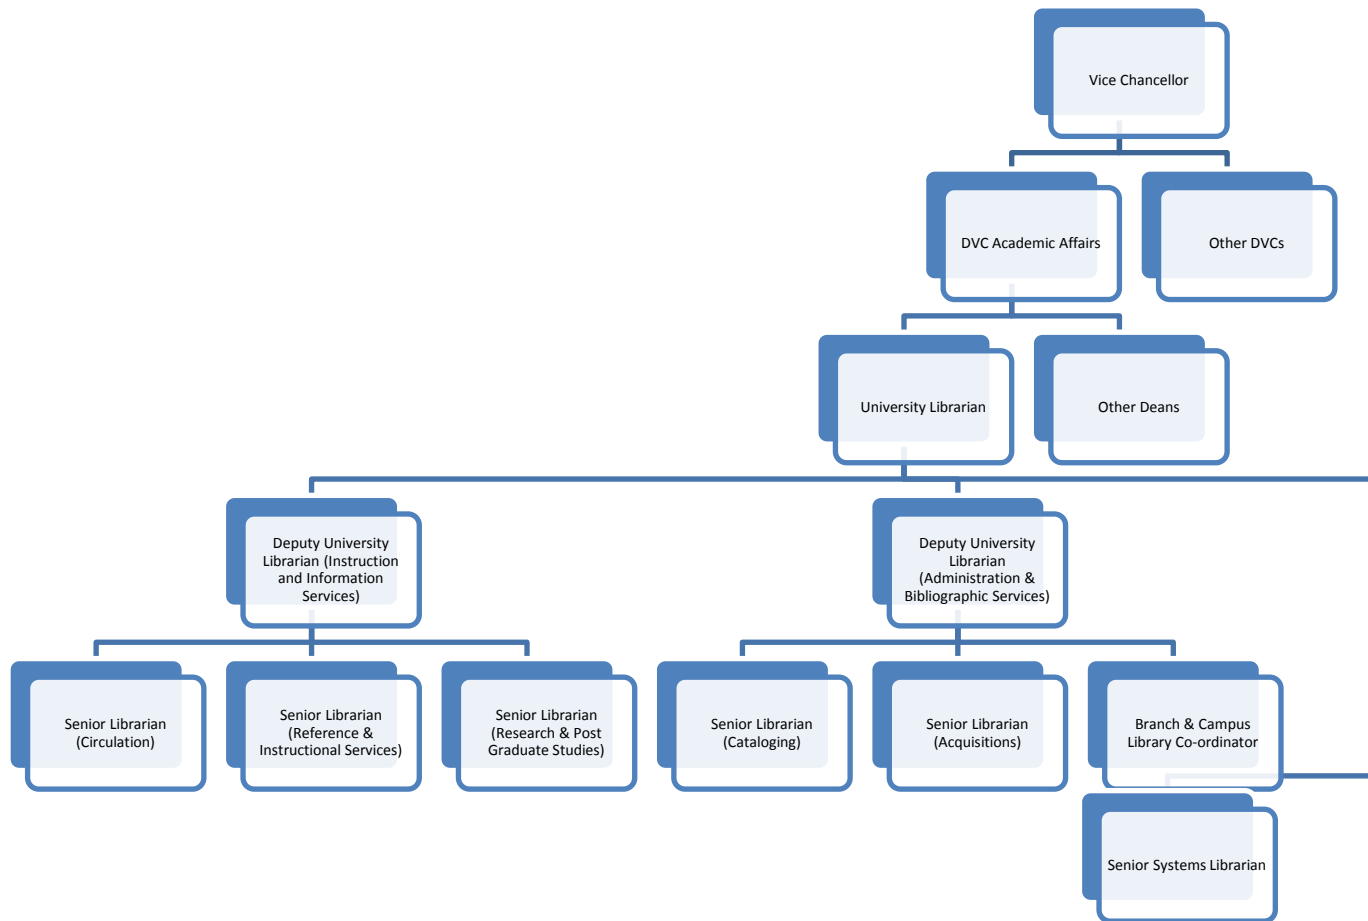 Vice Chancellor
DVC Academic Affairs
Other DVCs
University Librarian
Other Deans
Deputy University
Librarian (Instruction
and Information
Services)
Deputy University
Librarian
(Administration &
Bibliographic Services)
Senior Librarian
(Circulation)
Senior Librarian
(Reference &
Instructional Services)
Senior Librarian
(Research & Post
Graduate Studies)
Senior Librarian
(Cataloging)
Senior Librarian
(Acquisitions)
Branch & Campus
Library Co-ordinator
Senior Systems Librarian